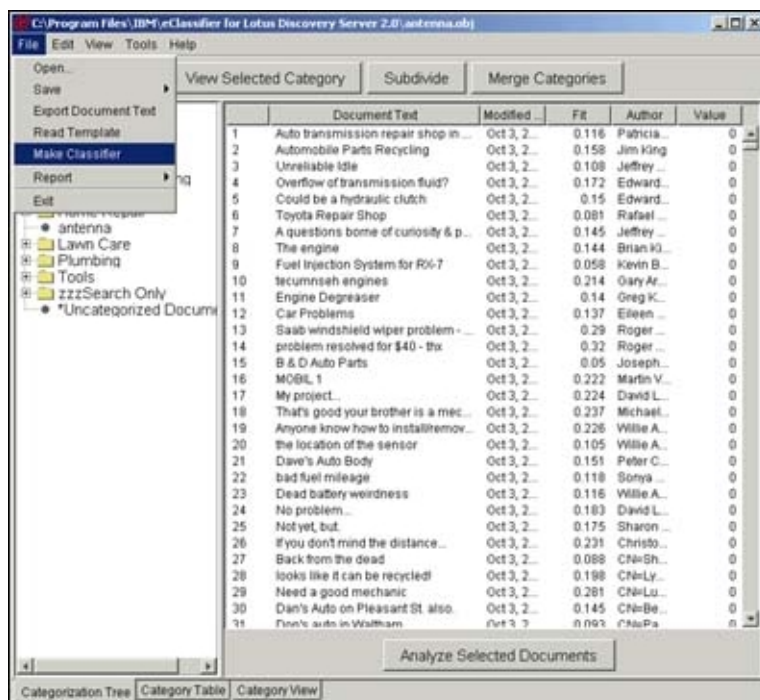 C:\Program Files\IBM\eClassifier for Lotus Discovery Server 2.0\antenna.obj
File Edit View Tools Help
View Selected Category Subdivide Merge Categories
Open...
Save
Export Document Text
Read Template
Make Classifier
Report
Exit
ng
Home Repair
antenna
Lawn Care
Plumbing
Tools
zzzSearch Only
*Uncategorized Docume
Document Text Modified ... Fit Author Value
1 Auto transmission repair shop in ... Oct 3, 2... 0.116 Patricia... 0
2 Automobile Parts Recycling Oct 3, 2... 0.158 Jim King 0
3 Unreliable Idle Oct 3, 2... 0.108 Jeffrey ... 0
4 Overflow of transmission fluid? Oct 3, 2... 0.172 Edward... 0
5 Could be a hydraulic clutch Oct 3, 2... 0.15 Edward... 0
6 Toyota Repair Shop Oct 3, 2... 0.081 Rafael ... 0
7 A questions borne of curiosity & p... Oct 3, 2... 0.145 Jeffrey ... 0
8 The engine Oct 3, 2... 0.144 Brian Ki... 0
9 Fuel Injection System for RX-7 Oct 3, 2... 0.058 Kevin B... 0
10 tecumnseh engines Oct 3, 2... 0.214 Gary Ar... 0
11 Engine Degreaser Oct 3, 2... 0.14 Greg K... 0
12 Car Problems Oct 3, 2... 0.137 Eileen ... 0
13 Saab windshield wiper problem - ... Oct 3, 2... 0.29 Roger ... 0
14 problem resolved for $40 - thx Oct 3, 2... 0.32 Roger ... 0
15 B & D Auto Parts Oct 3, 2... 0.05 Joseph... 0
16 MOBIL 1 Oct 3, 2... 0.222 Martin V... 0
17 My project... Oct 3, 2... 0.224 David L... 0
18 That's good your brother is a mec... Oct 3, 2... 0.237 Michael... 0
19 Anyone know how to install/remov... Oct 3, 2... 0.226 Willie A... 0
20 the location of the sensor Oct 3, 2... 0.105 Willie A... 0
21 Dave's Auto Body Oct 3, 2... 0.151 Peter C... 0
22 bad fuel mileage Oct 3, 2... 0.118 Sonya ... 0
23 Dead battery weirdness Oct 3, 2... 0.116 Willie A... 0
24 No problem... Oct 3, 2... 0.183 David L... 0
25 Not yet, but. Oct 3, 2... 0.175 Sharon ... 0
26 If you don't mind the distance... Oct 3, 2... 0.231 Christo... 0
27 Back from the dead Oct 3, 2... 0.088 CN=Sh... 0
28 looks like it can be recycled! Oct 3, 2... 0.198 CN=Ly... 0
29 Need a good mechanic Oct 3, 2... 0.281 CN=Lu... 0
30 Dan's Auto on Pleasant St. also. Oct 3, 2... 0.145 CN=Be... 0
31 Don's auto in Waltham Oct 3, 2... 0.093 CN=Pa... 0
Analyze Selected Documents
Categorization Tree Category Table Category View